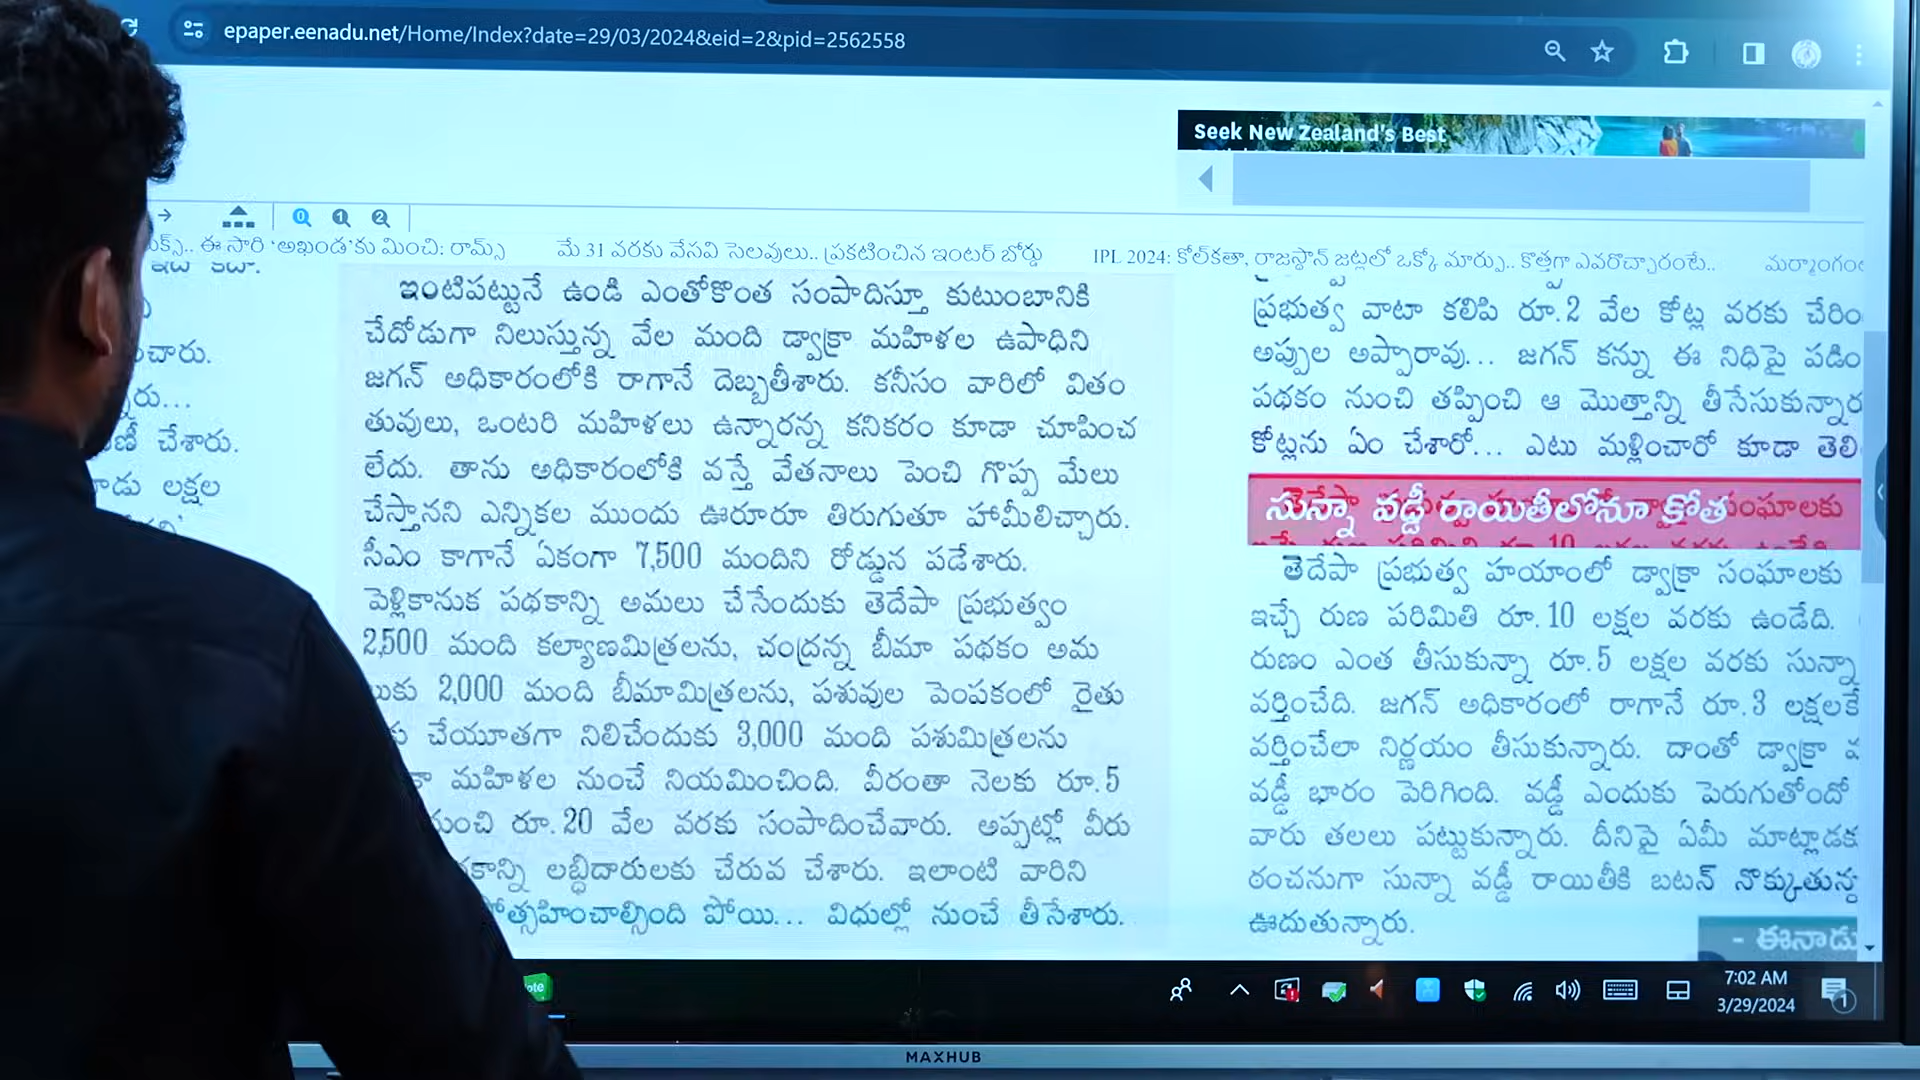 epaper.eenadu.net/Home/Index?date=29/03/2024&eid=2&pid=2562558
Seek New Zealand's Best
ఈ సారి 'అఖండ'కు మించి: రామ్స్
మే 31 వరకు వేసవి సెలవులు.. ప్రకటించిన ఇంటర్ బోర్డు
IPL 2024: కోల్‌కతా, రాజస్థాన్ జట్లలో ఒక్కో మార్పు.. కొత్తగా ఎవరొచ్చారంటే..
చేశారు.
లక్షల
ఇంటిపట్టునే ఉండి ఎంతోకొంత సంపాదిస్తూ కుటుంబానికి
చేదోడుగా నిలుస్తున్న వేల మంది డ్వాక్రా మహిళల ఉపాధిని
జగన్ అధికారంలోకి రాగానే దెబ్బతీశారు. కనీసం వారిలో వితం
తువులు, ఒంటరి మహిళలు ఉన్నారన్న కనికరం కూడా చూపించ
లేదు. తాను అధికారంలోకి వస్తే వేతనాలు పెంచి గొప్ప మేలు
చేస్తానని ఎన్నికల ముందు ఊరూరూ తిరుగుతూ హామీలిచ్చారు.
సీఎం కాగానే ఏకంగా 7,500 మందిని రోడ్డున పడేశారు.
పెళ్లికానుక పథకాన్ని అమలు చేసేందుకు తెదేపా ప్రభుత్వం
2,500 మంది కల్యాణమిత్రలను, చంద్రన్న బీమా పథకం అమ
2,000 మంది బీమామిత్రలను, పశువుల పెంపకంలో రైతు
చేయూతగా నిలిచేందుకు 3,000 మంది పశుమిత్రలను
మహిళల నుంచే నియమించింది. వీరంతా నెలకు రూ.5
రూ.20 వేల వరకు సంపాదించేవారు. అప్పట్లో వీరు
లబ్ధిదారులకు చేరువ చేశారు. ఇలాంటి వారిని
పోయి... విధుల్లో నుంచే తీసేశారు.
ప్రభుత్వ వాటా కలిపి రూ.2 వేల కోట్ల వరకు చేరిం
అప్పుల అప్పారావు... జగన్ కన్ను ఈ నిధిపై పడిం
పథకం నుంచి తప్పించి ఆ మొత్తాన్ని తీసేసుకున్నార
కోట్లను ఏం చేశారో... ఎటు మళ్లించారో కూడా తెలి
సున్నా వడ్డీ రాయితీలోనూ కోత
తెదేపా ప్రభుత్వ హయాంలో డ్వాక్రా సంఘాలకు
ఇచ్చే రుణ పరిమితి రూ.10 లక్షల వరకు ఉండేది.
రుణం ఎంత తీసుకున్నా రూ.5 లక్షల వరకు సున్నా
వర్తించేది. జగన్ అధికారంలో రాగానే రూ.3 లక్షలకే
వర్తించేలా నిర్ణయం తీసుకున్నారు. దాంతో డ్వాక్రా
వడ్డీ భారం పెరిగింది. వడ్డీ ఎందుకు పెరుగుతోందో
వారు తలలు పట్టుకున్నారు. దీనిపై ఏమీ మాట్లాడక
ఠంచనుగా సున్నా వడ్డీ రాయితీకి బటన్ నొక్కుతున్న
ఊదుతున్నారు.
- ఈనాడు
7:02 AM
3/29/2024
MAXHUB